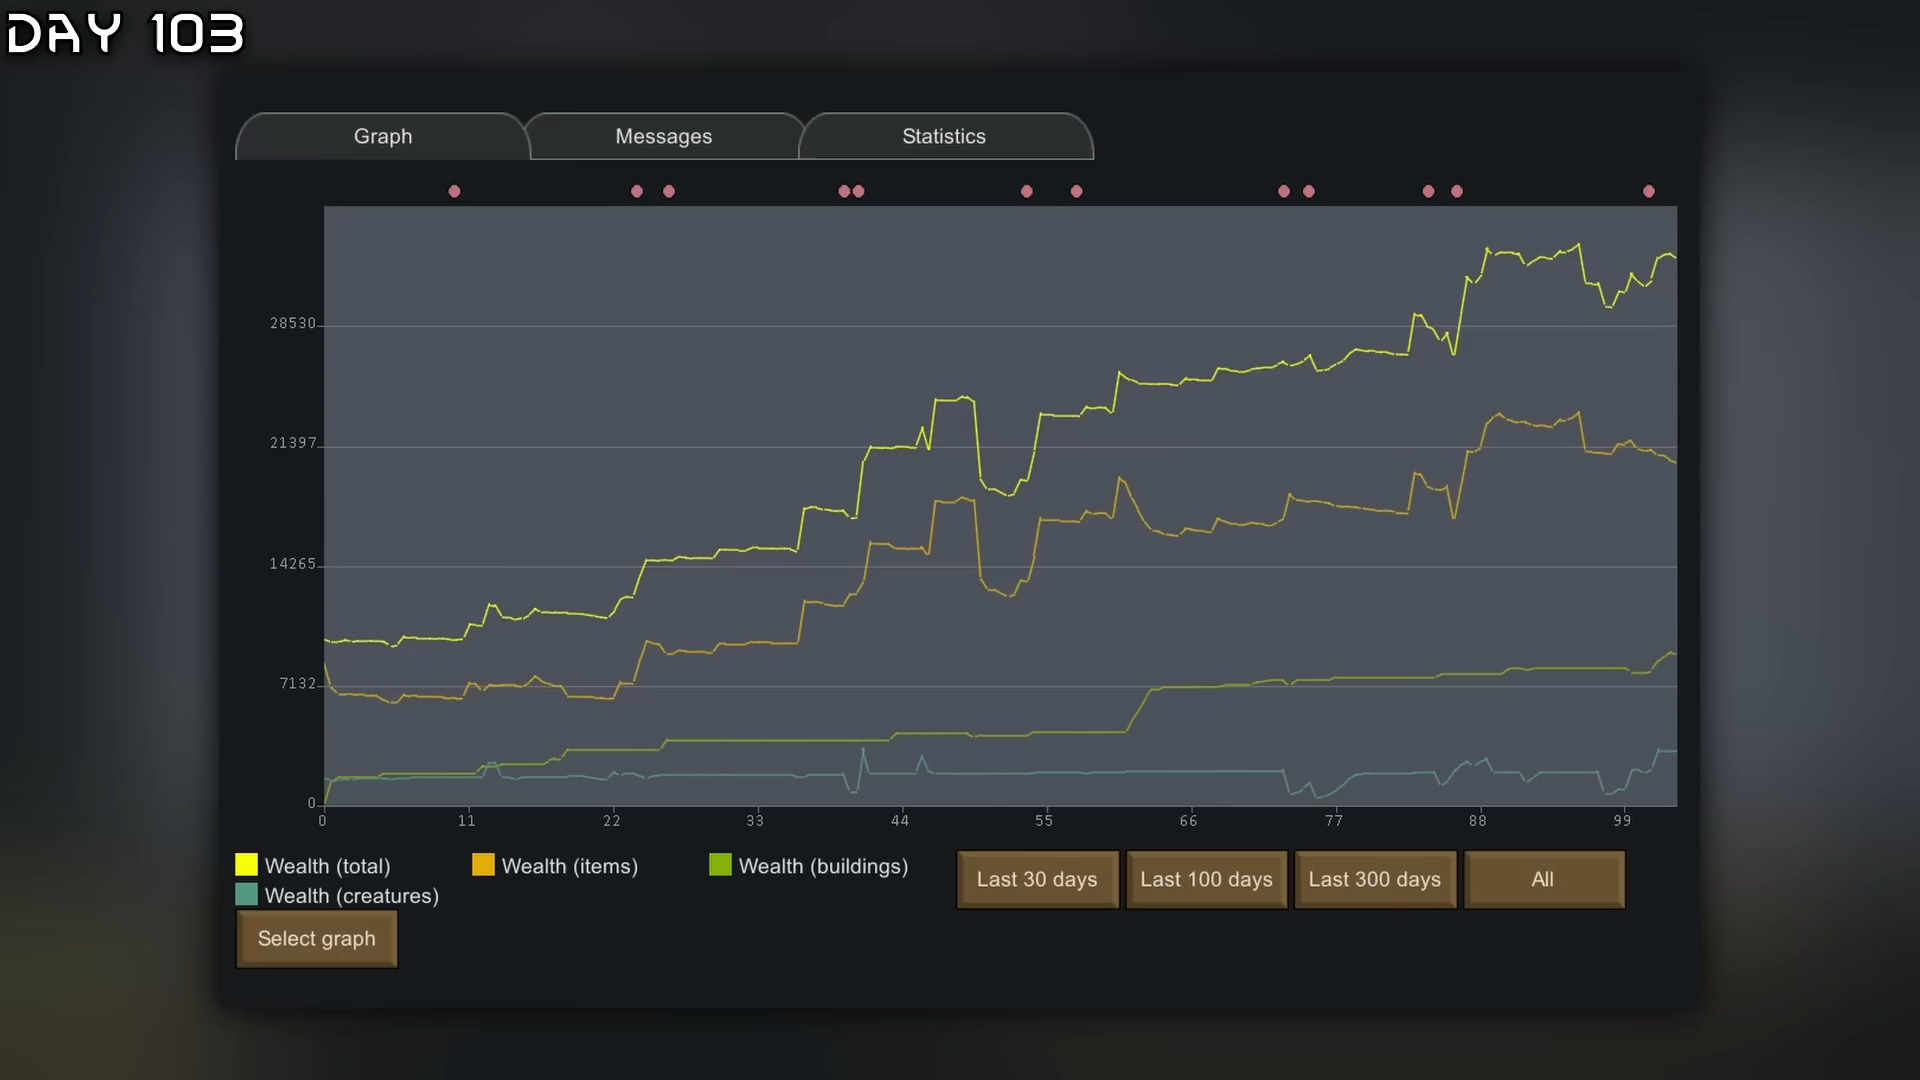 DAY 103
Graph
Messages
Statistics
28530
21397
14265
7132
0
0 11 22 33 44 55 66 77 88 99
Wealth (total)
Wealth (items)
Wealth (buildings)
Wealth (creatures)
Last 30 days
Last 100 days
Last 300 days
All
Select graph